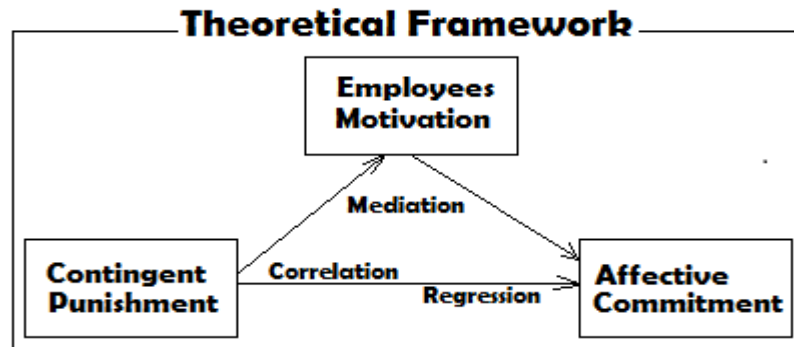 Theoretical Framework
Employees
Motivation
Mediation
Contingent
Punishment
Correlation
Regression
Affective
Commitment